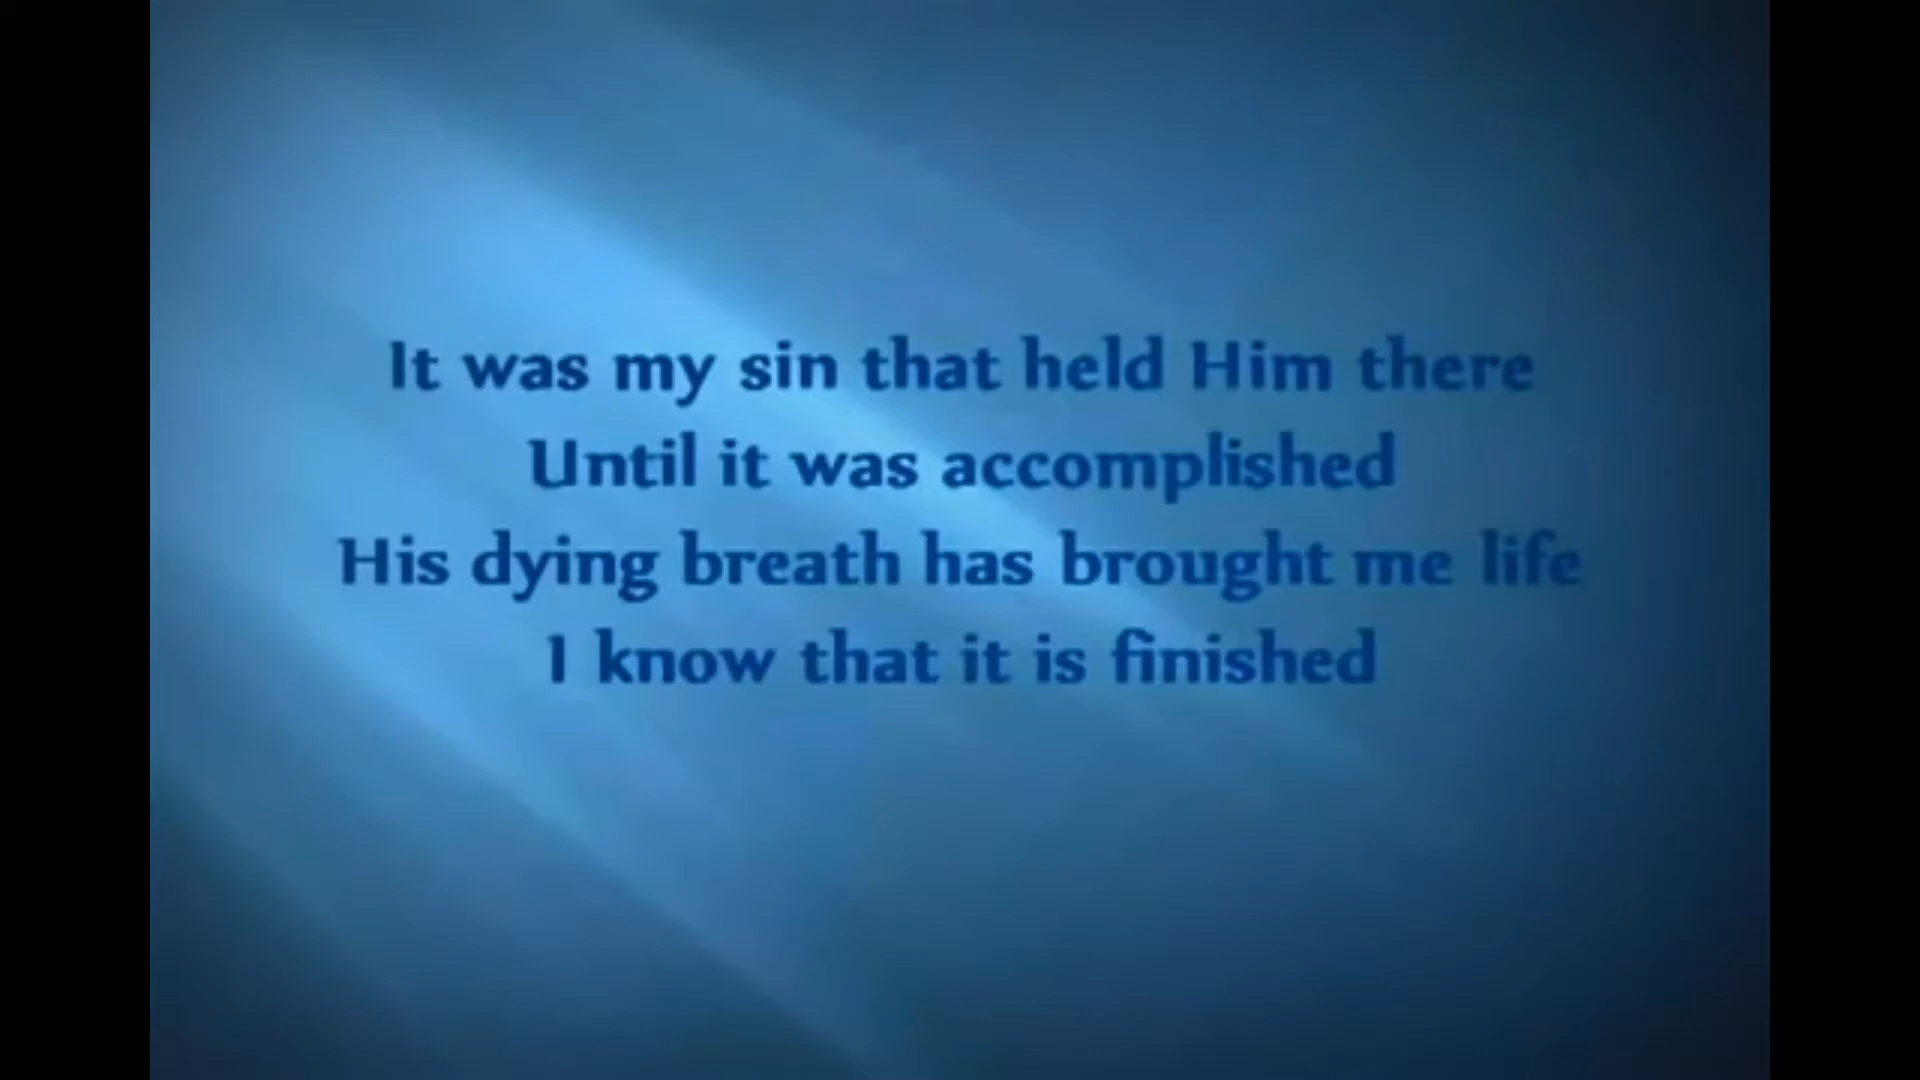 It was my sin that held Him there
Until it was accomplished
His dying breath has brought me life
I know that it is finished